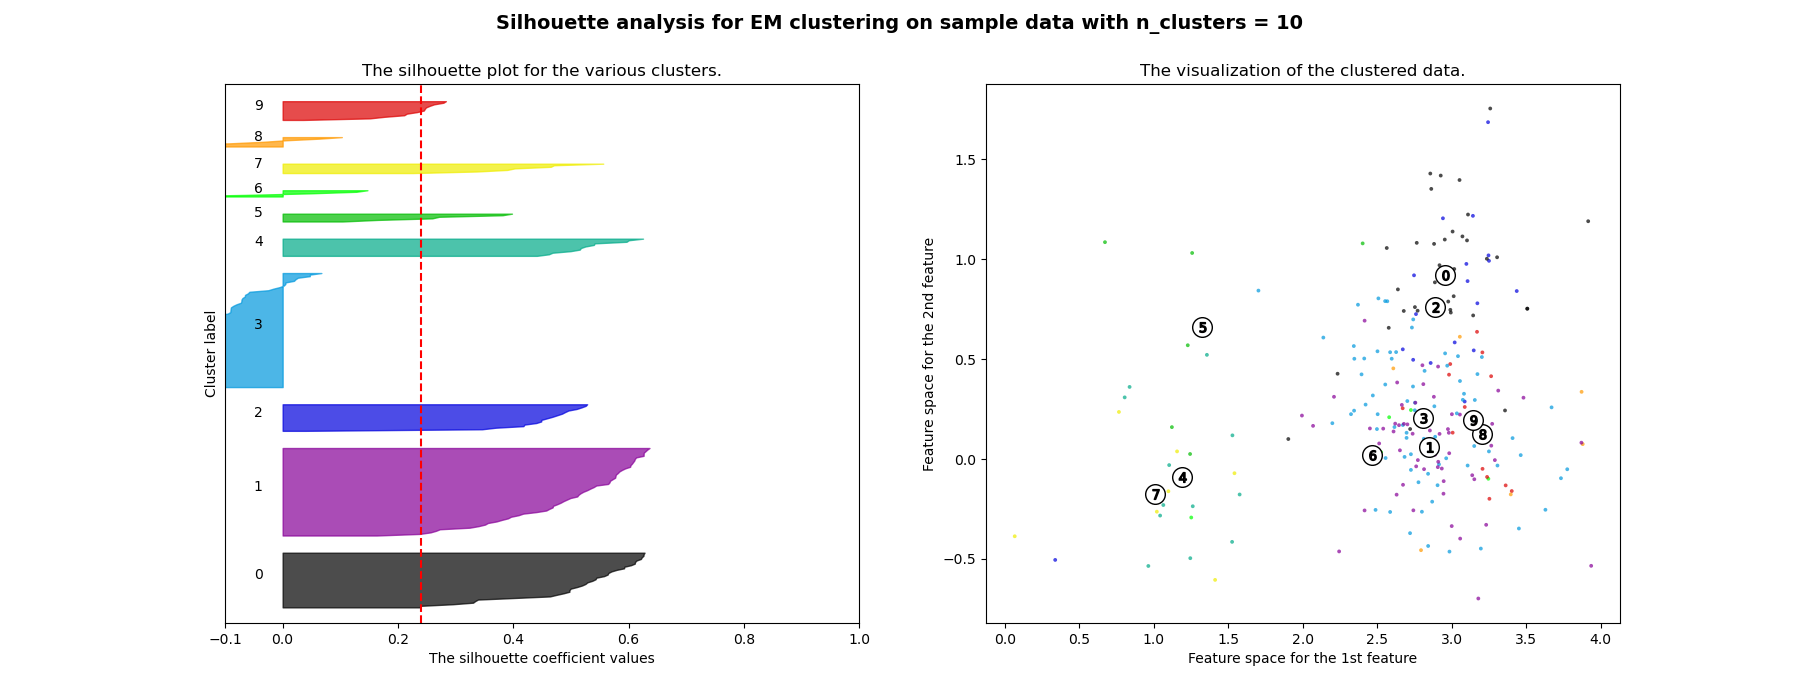 Silhouette analysis for EM clustering on sample data with n_clusters = 10
The silhouette plot for the various clusters.
Cluster label
9
8
7
6
5
4
3
2
1
0
−0.1 0.0 0.2 0.4 0.6 0.8 1.0
The silhouette coefficient values
The visualization of the clustered data.
Feature space for the 2nd feature
1.5
1.0
0.5
0.0
−0.5
0
2
5
3
9
8
1
6
4
7
0.0 0.5 1.0 1.5 2.0 2.5 3.0 3.5 4.0
Feature space for the 1st feature